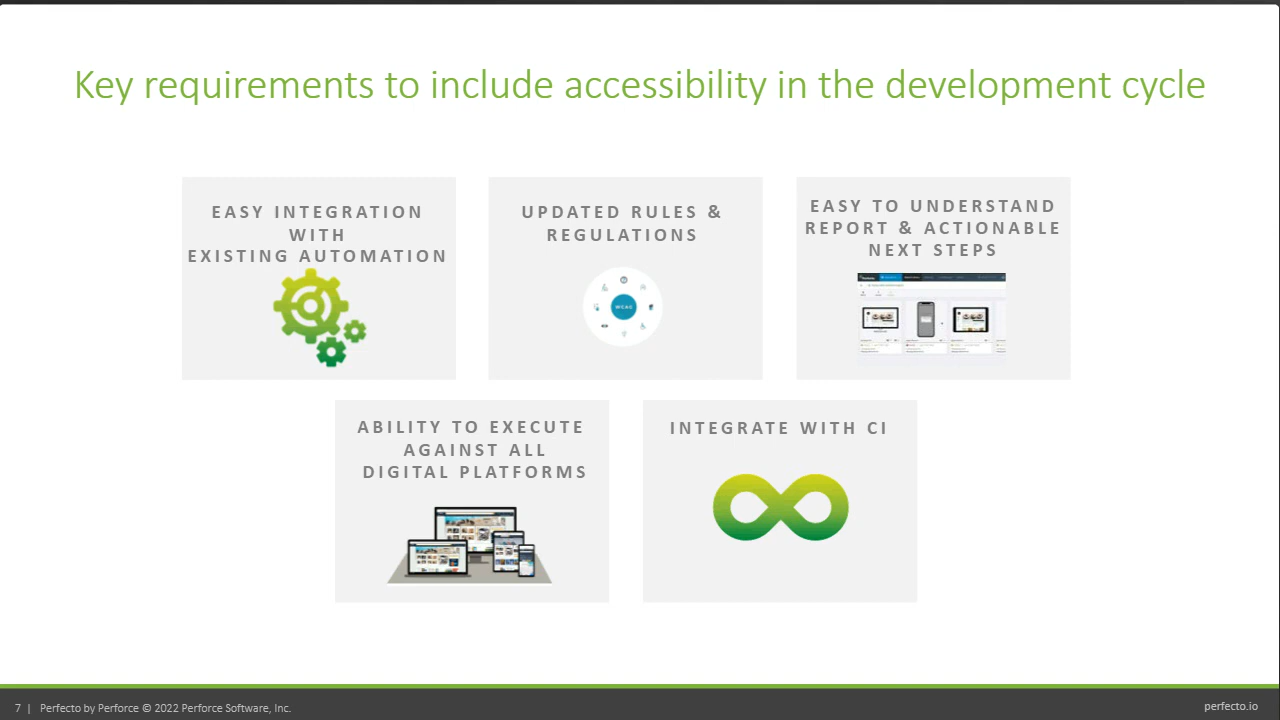 Key requirements to include accessibility in the development cycle
EASY INTEGRATION
WITH
EXISTING AUTOMATION
UPDATED RULES &
REGULATIONS
WCAG
EASY TO UNDERSTAND
REPORT & ACTIONABLE
NEXT STEPS
ABILITY TO EXECUTE
AGAINST ALL
DIGITAL PLATFORMS
INTEGRATE WITH CI
7 | Perfecto by Perforce © 2022 Perforce Software, Inc.
perfecto.io